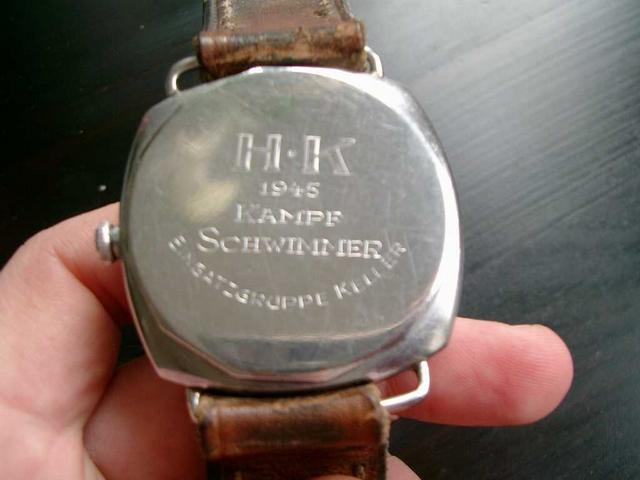 H·K
1945
KAMPF
SCHWIMMER
EINSATZGRUPPE KELLER